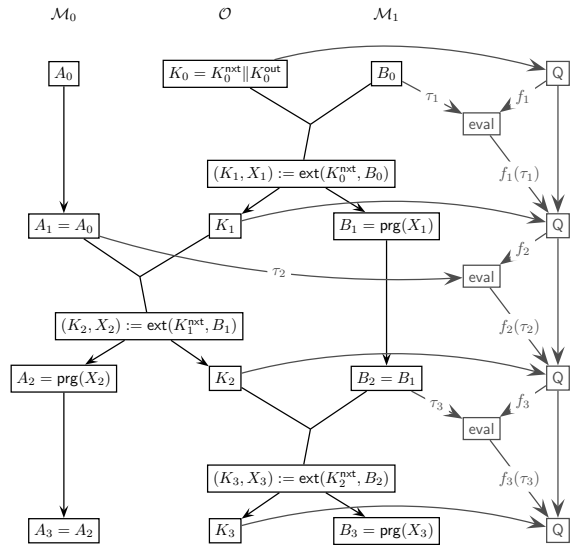 ℳ₀ 𝒪 ℳ₁
A₀ K₀ = K₀ⁿˣᵗ‖K₀ᵒᵘᵗ B₀ Q
τ₁ f₁
eval
(K₁, X₁) := ext(K₀ⁿˣᵗ, B₀) f₁(τ₁)
A₁ = A₀ K₁ B₁ = prg(X₁) Q
f₂
τ₂ eval
(K₂, X₂) := ext(K₁ⁿˣᵗ, B₁) f₂(τ₂)
A₂ = prg(X₂) K₂ B₂ = B₁ Q
τ₃ f₃
eval
(K₃, X₃) := ext(K₂ⁿˣᵗ, B₂) f₃(τ₃)
A₃ = A₂ K₃ B₃ = prg(X₃) Q